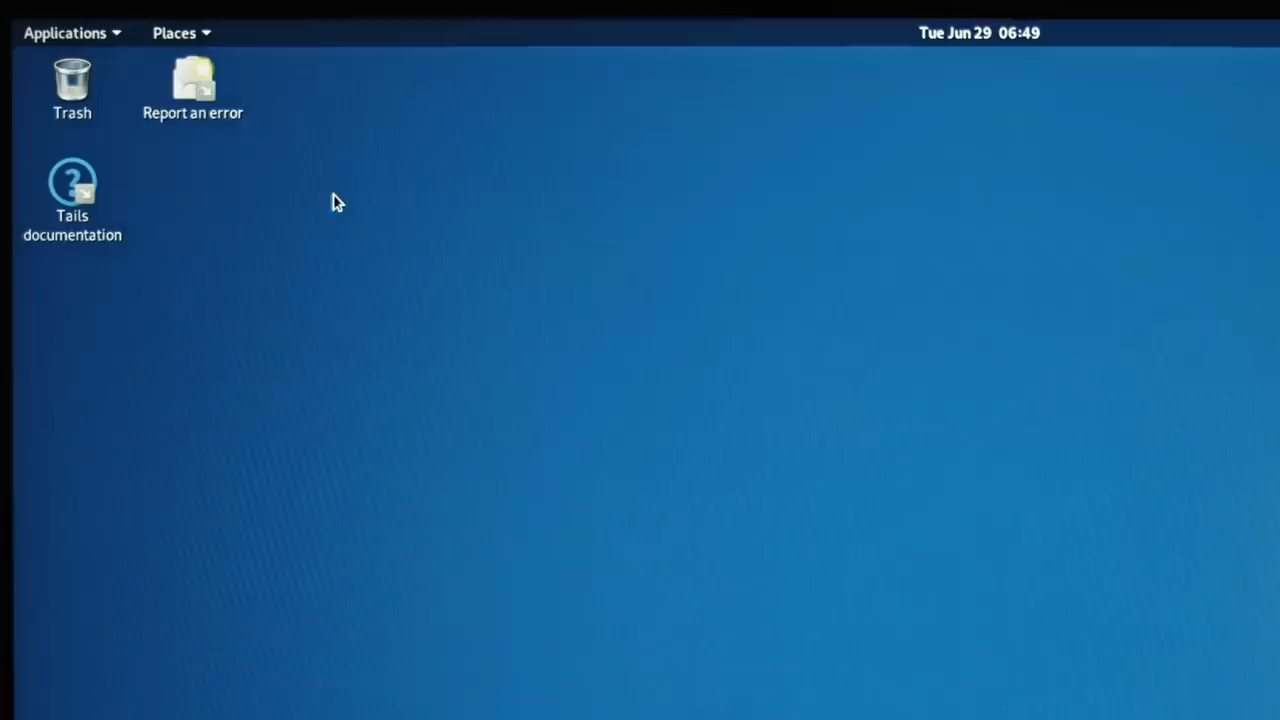 Applications Places Tue Jun 29 06:49
Trash Report an error
Tails
documentation